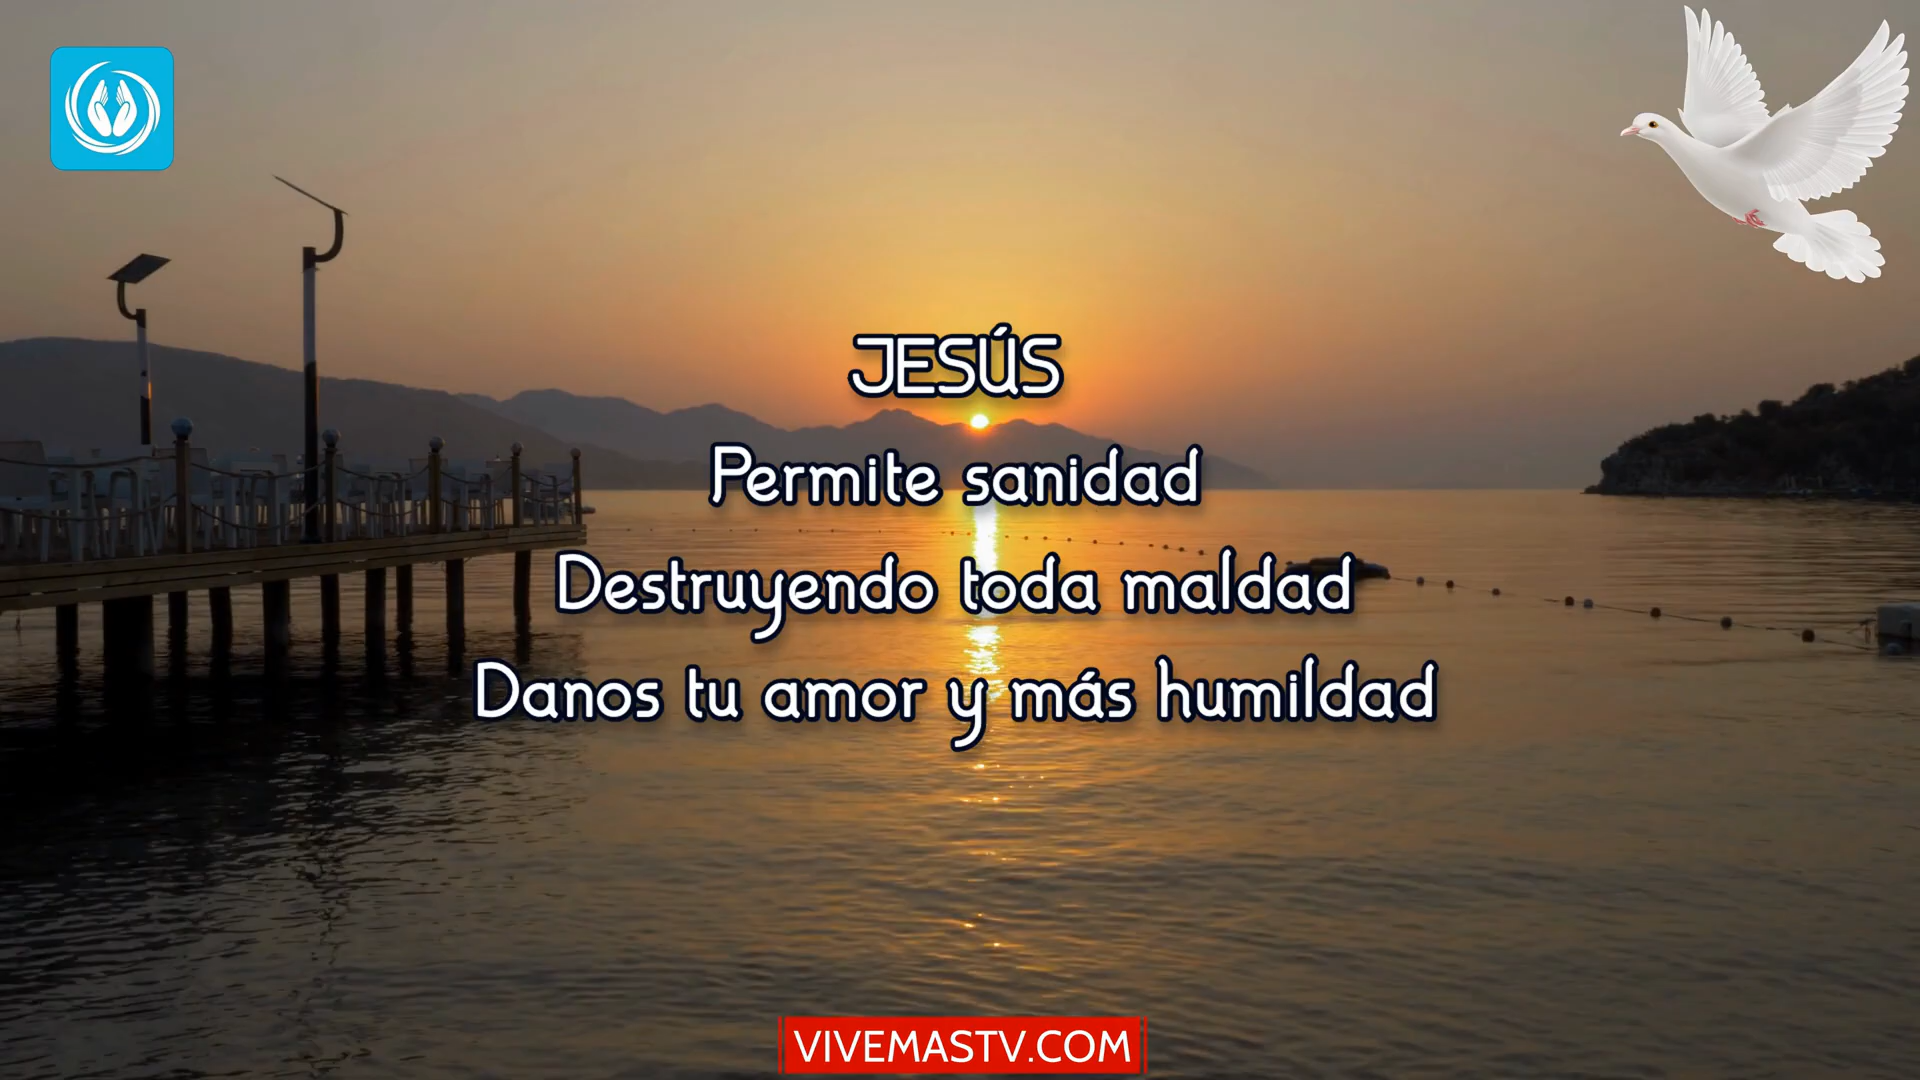 JESÚS
Permite sanidad
Destruyendo toda maldad
Danos tu amor y más humildad
VIVEMASTV.COM